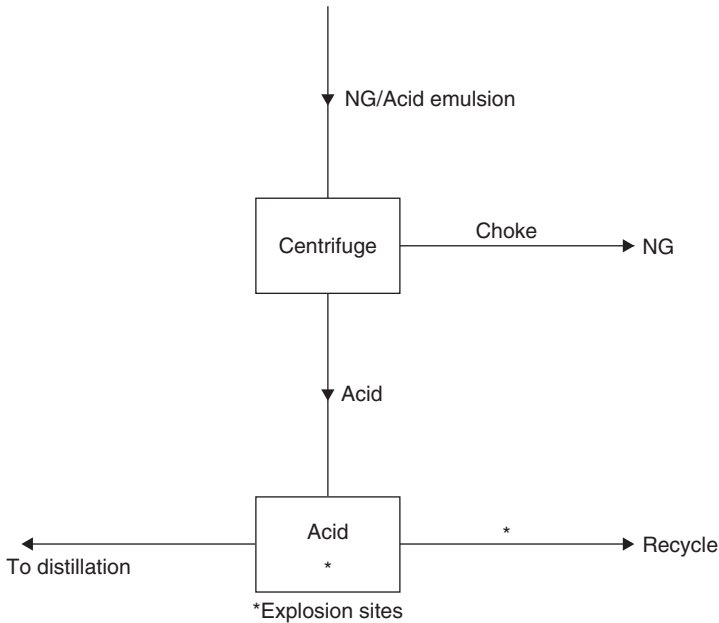 NG/Acid emulsion
Centrifuge
Choke
NG
Acid
Acid
*
*
Recycle
To distillation
*Explosion sites